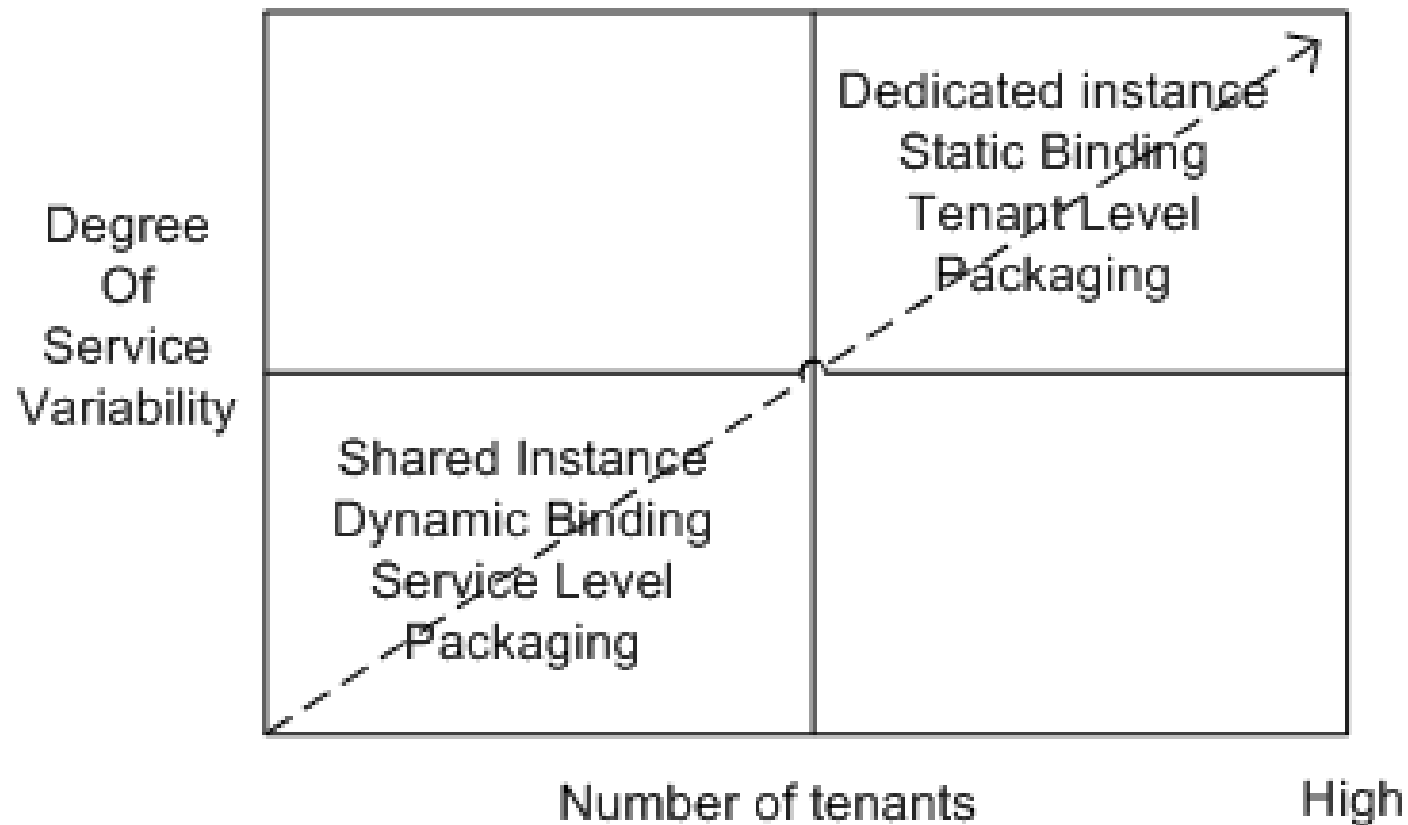 Dedicated instance
Static Binding
Tenant Level
Packaging
Degree
Of
Service
Variability
Shared Instance
Dynamic Binding
Service Level
Packaging
Number of tenants
High